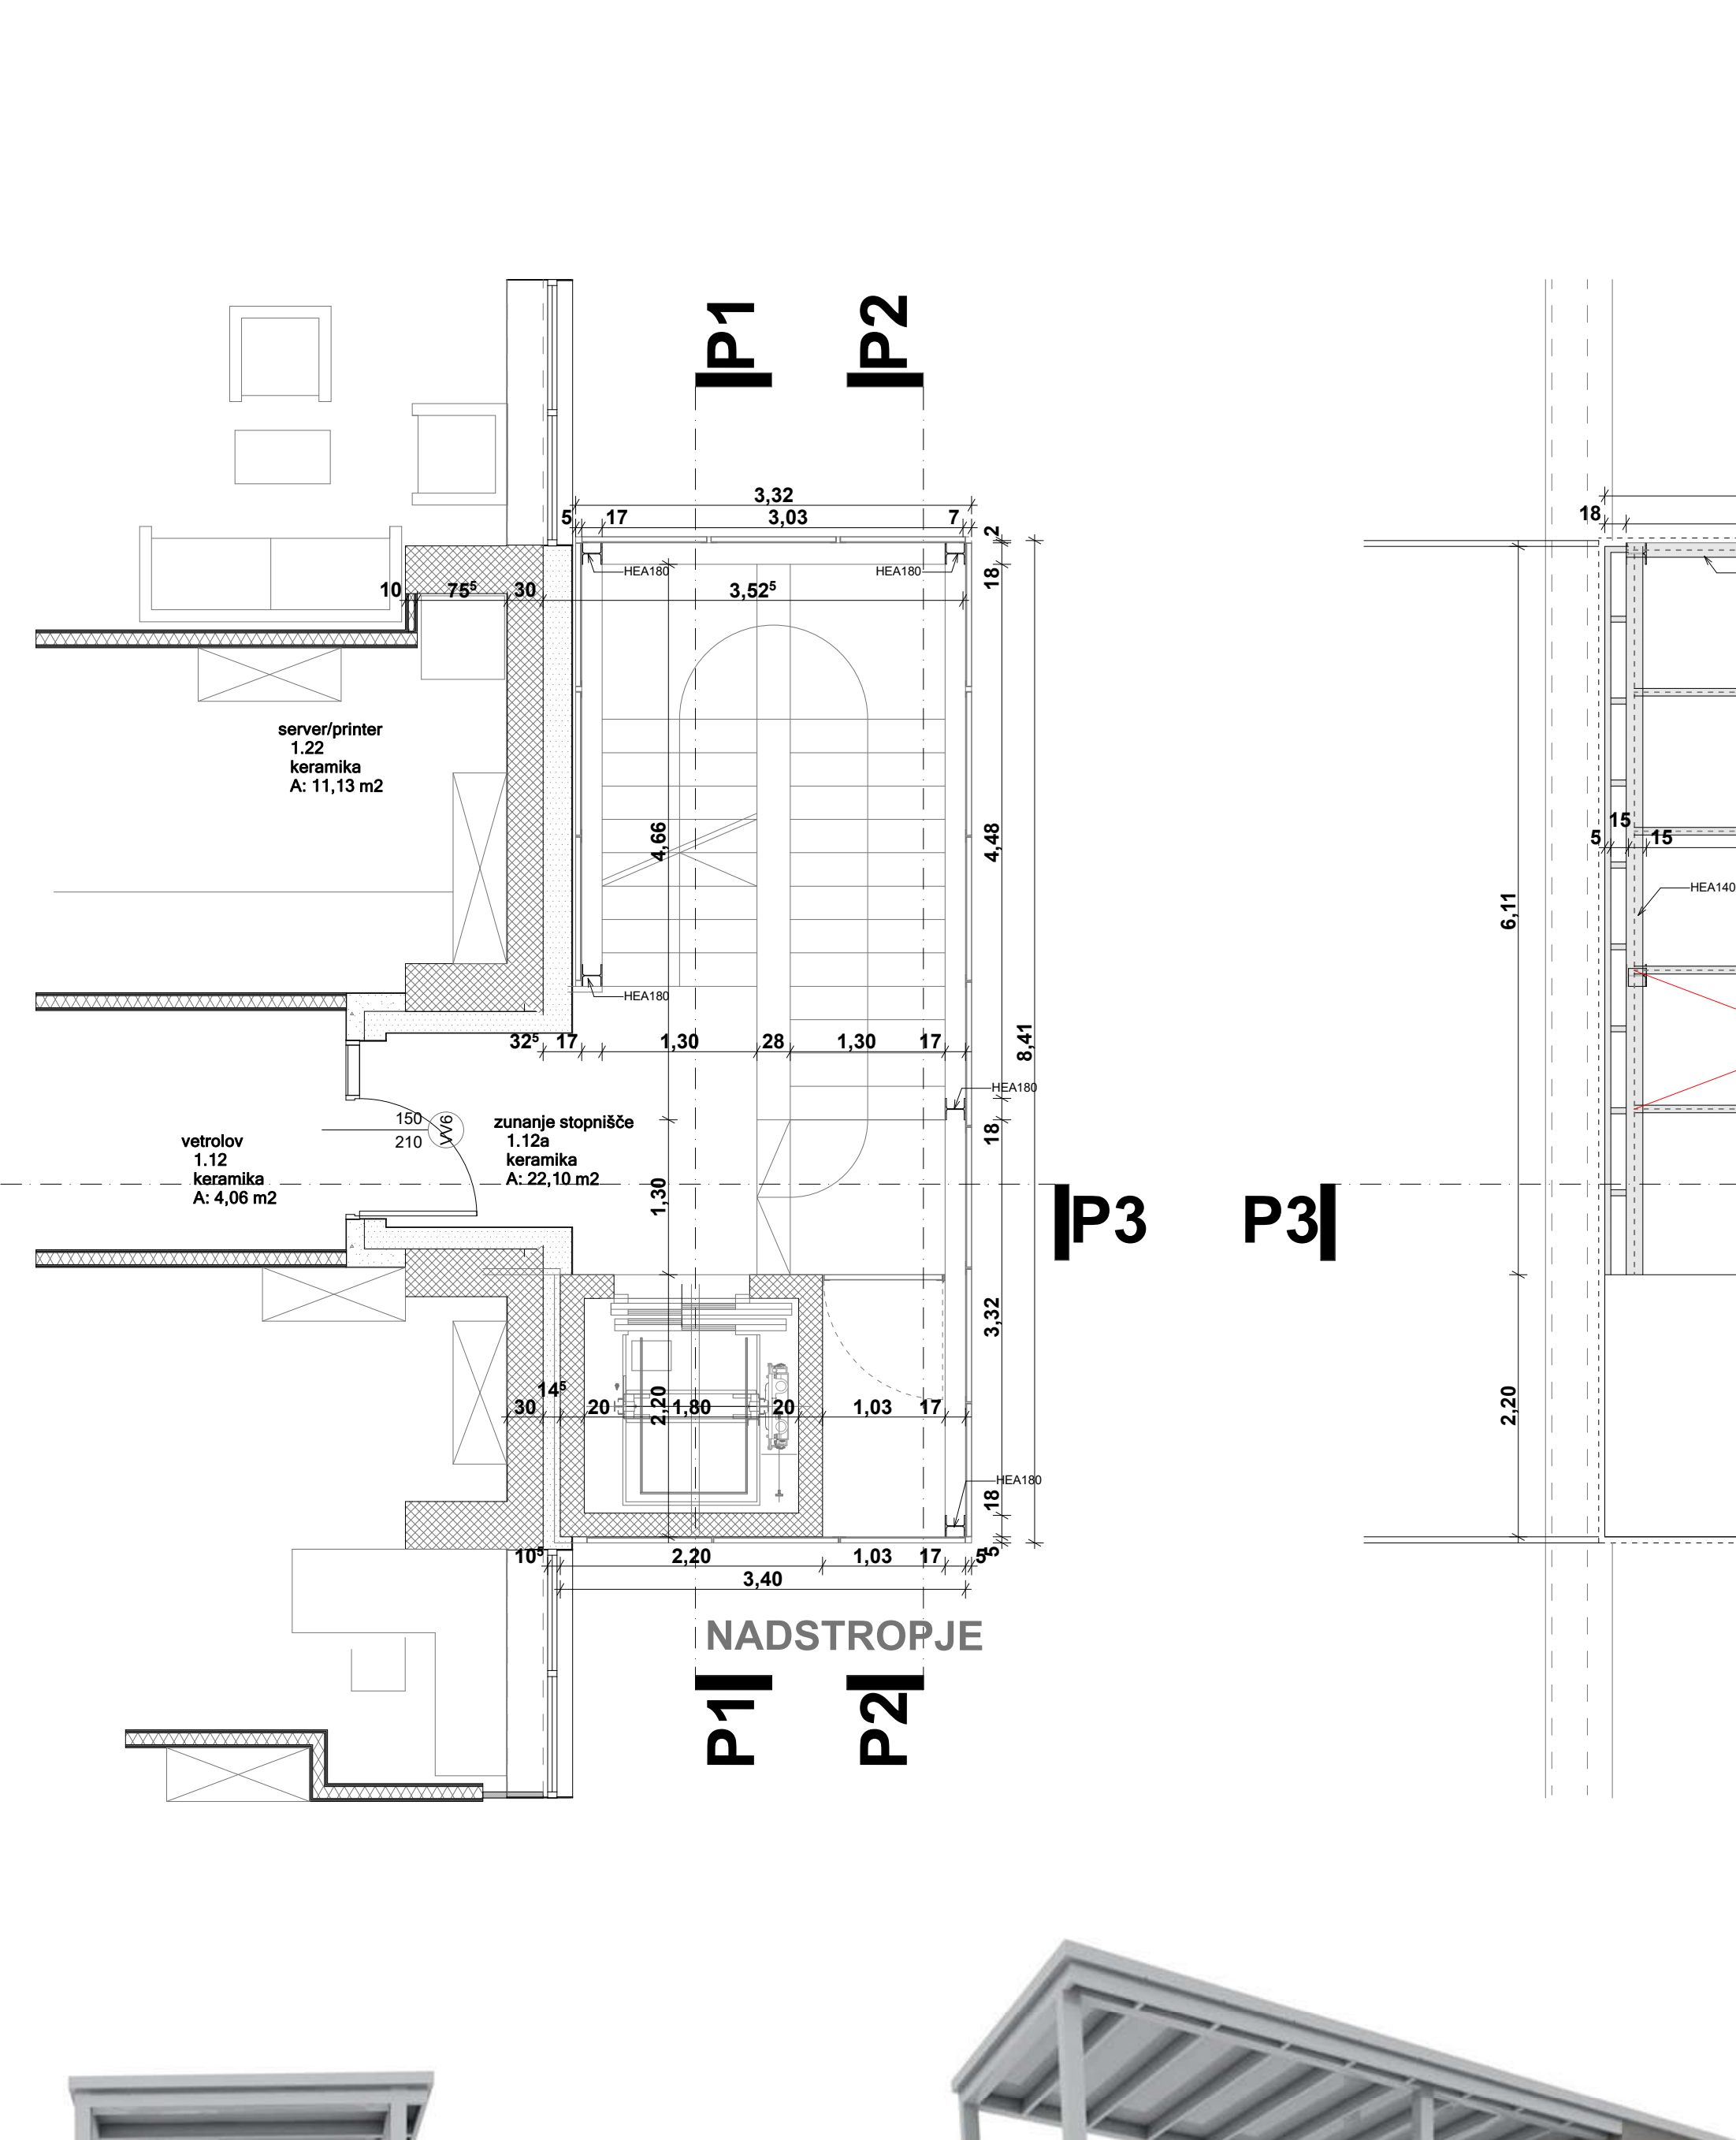 P1
P2
3,32
5
17
3,03
7
2
18
HEA180
HEA180
18
10
75⁵
30
3,52⁵
server/printer
1.22
keramika
A: 11,13 m2
4,66
4,48
15
5
15
HEA140
6,11
HEA180
32⁵
17
1,30
28
1,30
17
8,41
HEA180
150
210
VV6
zunanje stopnišče
1.12a
keramika
A: 22,10 m2
18
vetrolov
1.12
keramika
A: 4,06 m2
1,30
P3
P3
3,32
14⁵
30
20
2,20
1,80
20
1,03
17
2,20
HEA180
18
10⁵
2,20
1,03
17
5
5
3,40
NADSTROPJE
P1
P2